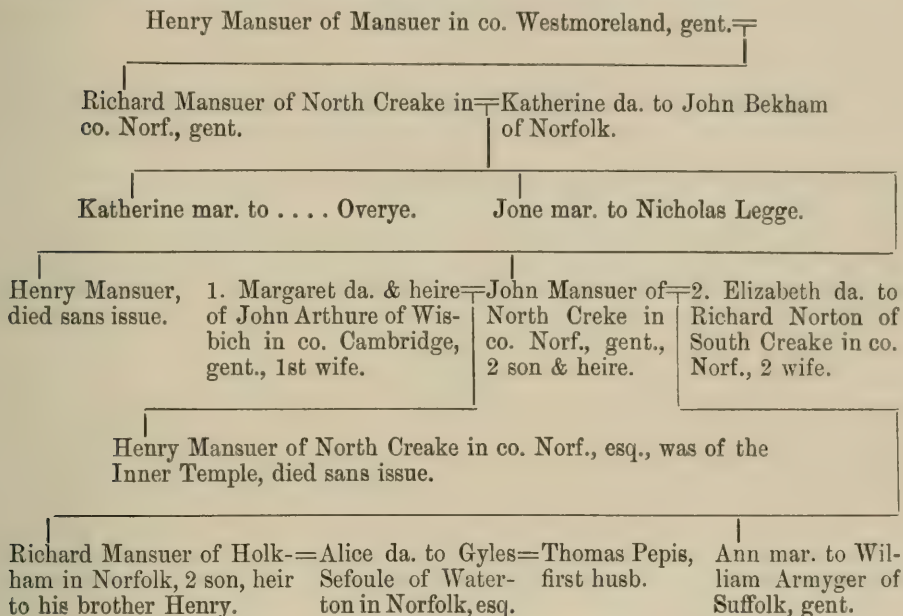 Henry Mansuer of Mansuer in co. Westmoreland, gent.
Richard Mansuer of North Creake in
co. Norf., gent.
Katherine da. to John Bekham
of Norfolk.
Katherine mar. to .... Overye.
Jone mar. to Nicholas Legge.
Henry Mansuer,
died sans issue.
1. Margaret da. & heire
of John Arthure of Wis-
bich in co. Cambridge,
gent., 1st wife.
John Mansuer of
North Creke in
co. Norf., gent.,
2 son & heire.
2. Elizabeth da. to
Richard Norton of
South Creake in co.
Norf., 2 wife.
Henry Mansuer of North Creake in co. Norf., esq., was of the
Inner Temple, died sans issue.
Richard Mansuer of Holk-
ham in Norfolk, 2 son, heir
to his brother Henry.
Alice da. to Gyles
Sefoule of Water-
ton in Norfolk, esq.
Thomas Pepis,
first husb.
Ann mar. to Wil-
liam Armyger of
Suffolk, gent.